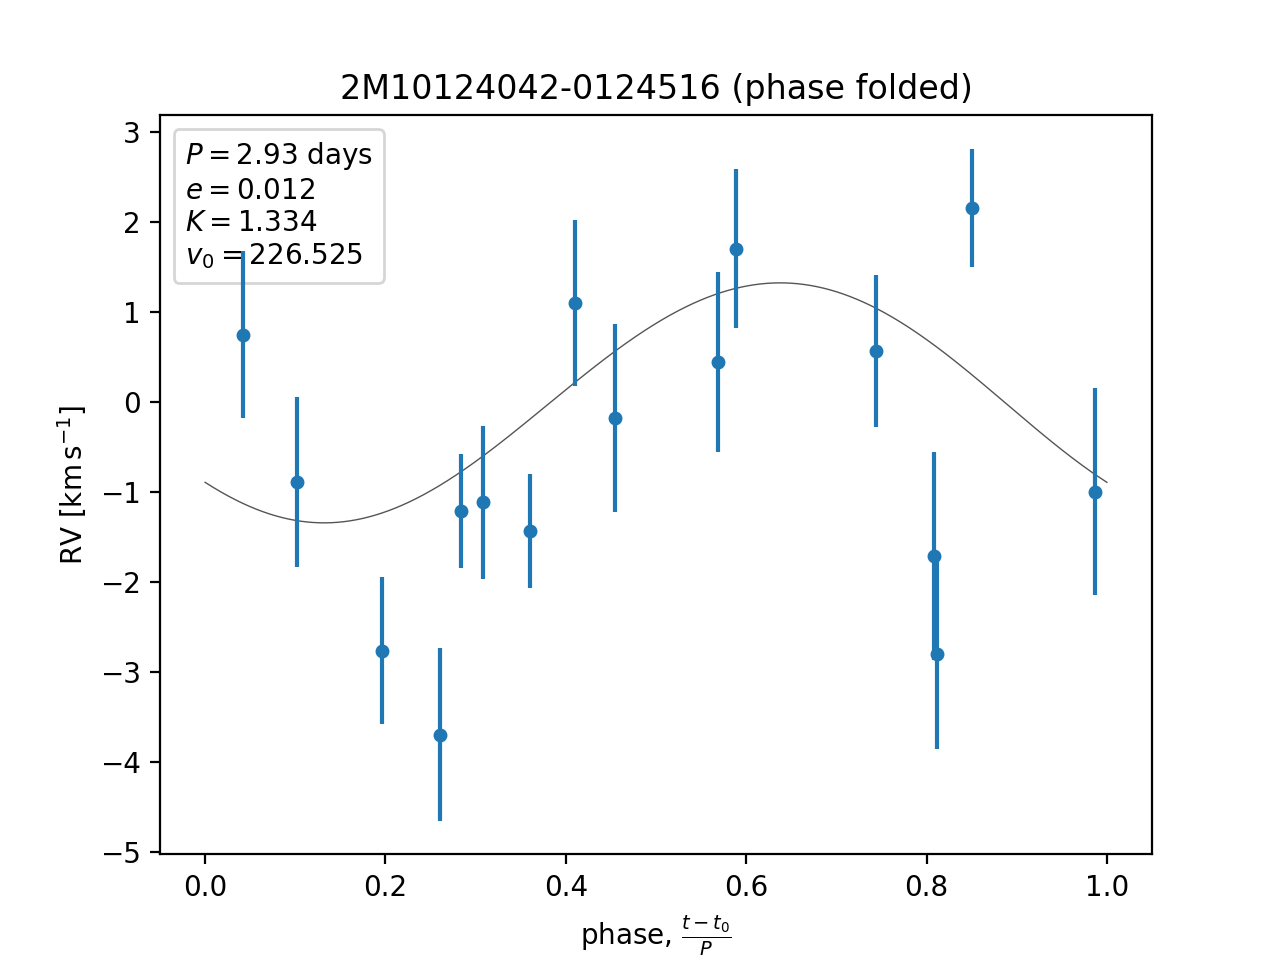 2M10124042-0124516 (phase folded)
P = 2.93 days
e = 0.012
K = 1.334
v₀ = 226.525
RV [km s⁻¹]
3
2
1
0
−1
−2
−3
−4
−5
0.0 0.2 0.4 0.6 0.8 1.0
phase, (t − t₀)/P